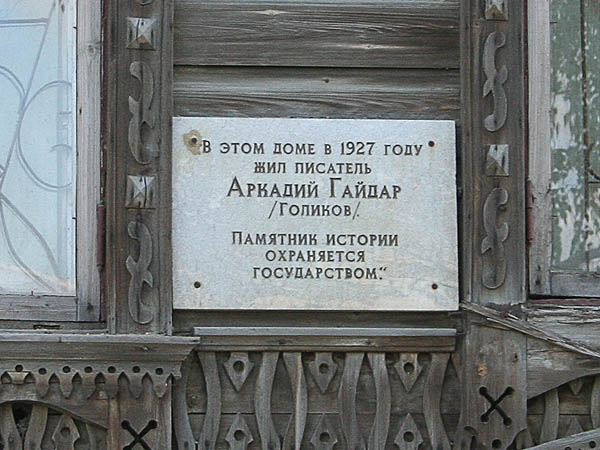 "В ЭТОМ ДОМЕ В 1927 ГОДУ
ЖИЛ ПИСАТЕЛЬ
АРКАДИЙ ГАЙДАР
/ГОЛИКОВ/.
ПАМЯТНИК ИСТОРИИ
ОХРАНЯЕТСЯ
ГОСУДАРСТВОМ."